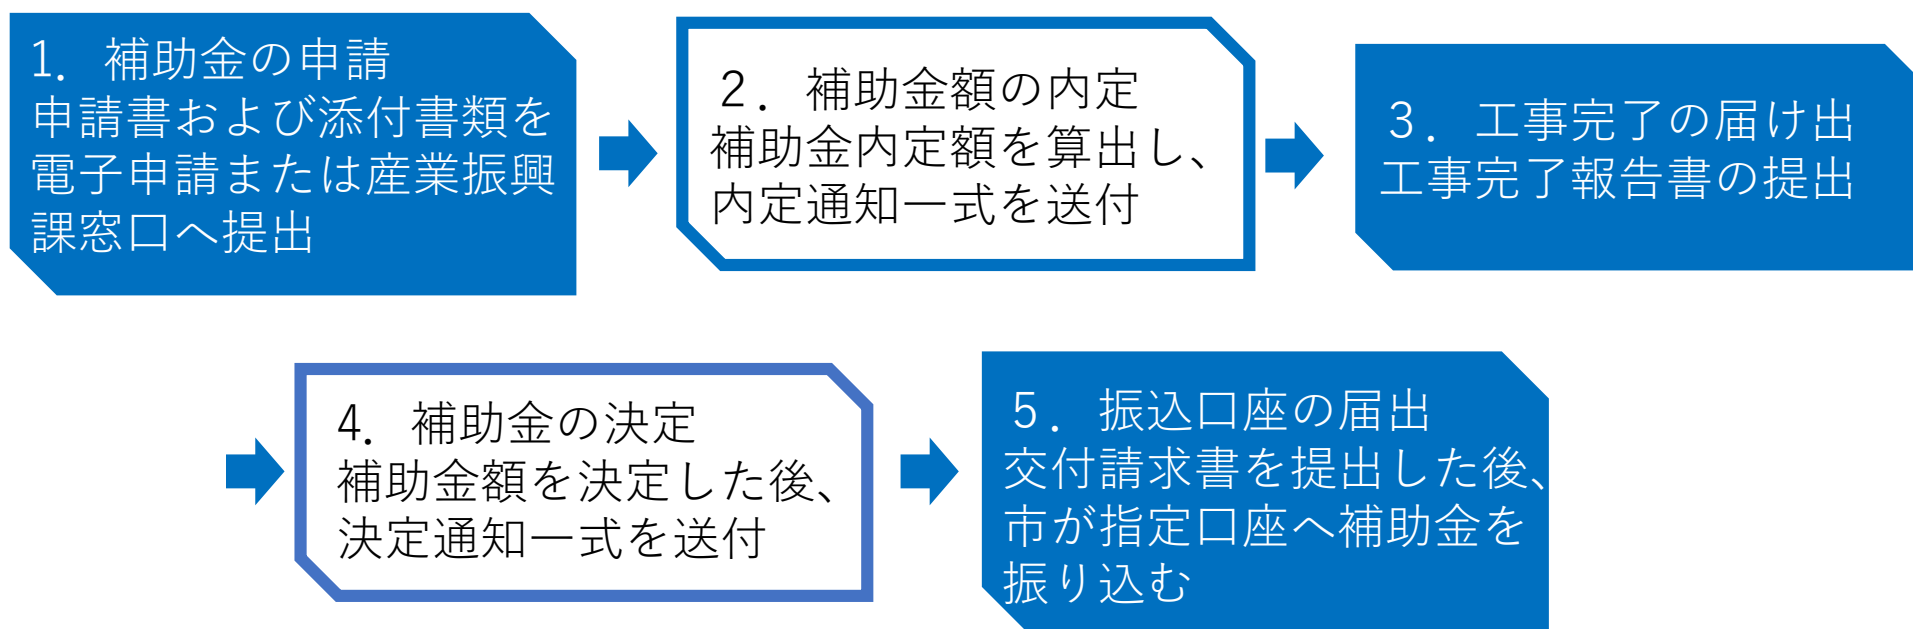 1．補助金の申請
申請書および添付書類を
電子申請または産業振興
課窓口へ提出
２．補助金額の内定
補助金内定額を算出し、
内定通知一式を送付
３．工事完了の届け出
工事完了報告書の提出
4．補助金の決定
補助金額を決定した後、
決定通知一式を送付
５．振込口座の届出
交付請求書を提出した後、
市が指定口座へ補助金を
振り込む